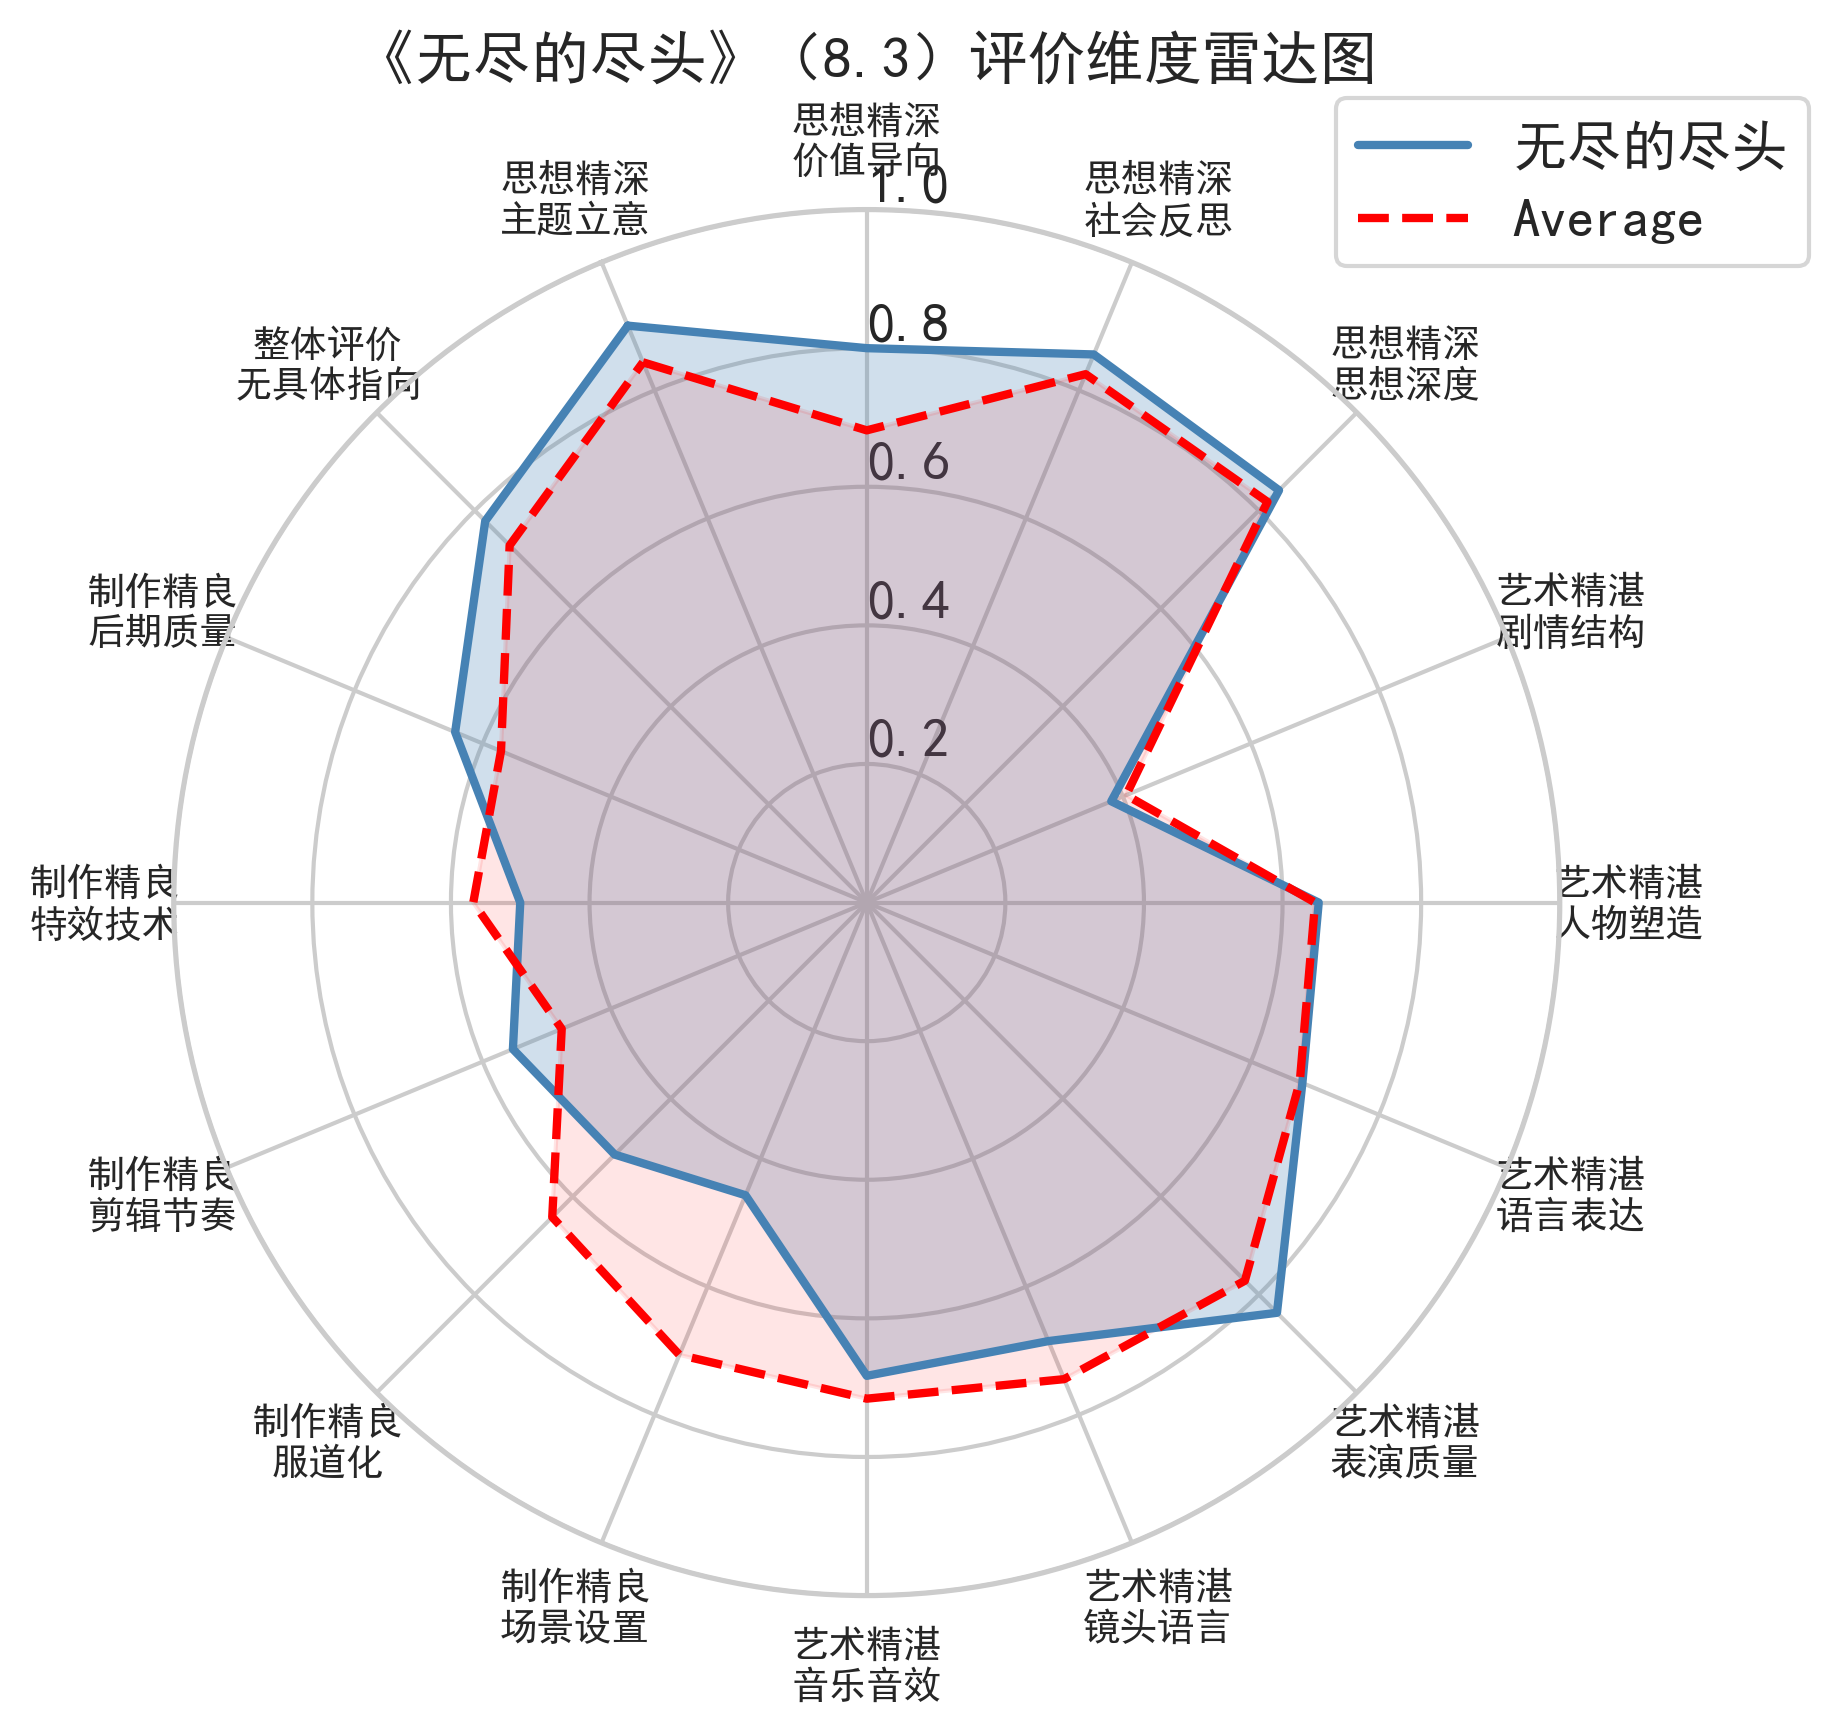 《无尽的尽头》（8.3）评价维度雷达图
无尽的尽头
Average
思想精深
价值导向
思想精深
社会反思
思想精深
思想深度
艺术精湛
剧情结构
艺术精湛
人物塑造
艺术精湛
语言表达
艺术精湛
表演质量
艺术精湛
镜头语言
艺术精湛
音乐音效
制作精良
场景设置
制作精良
服道化
制作精良
剪辑节奏
制作精良
特效技术
制作精良
后期质量
整体评价
无具体指向
思想精深
主题立意
1.0
0.8
0.6
0.4
0.2